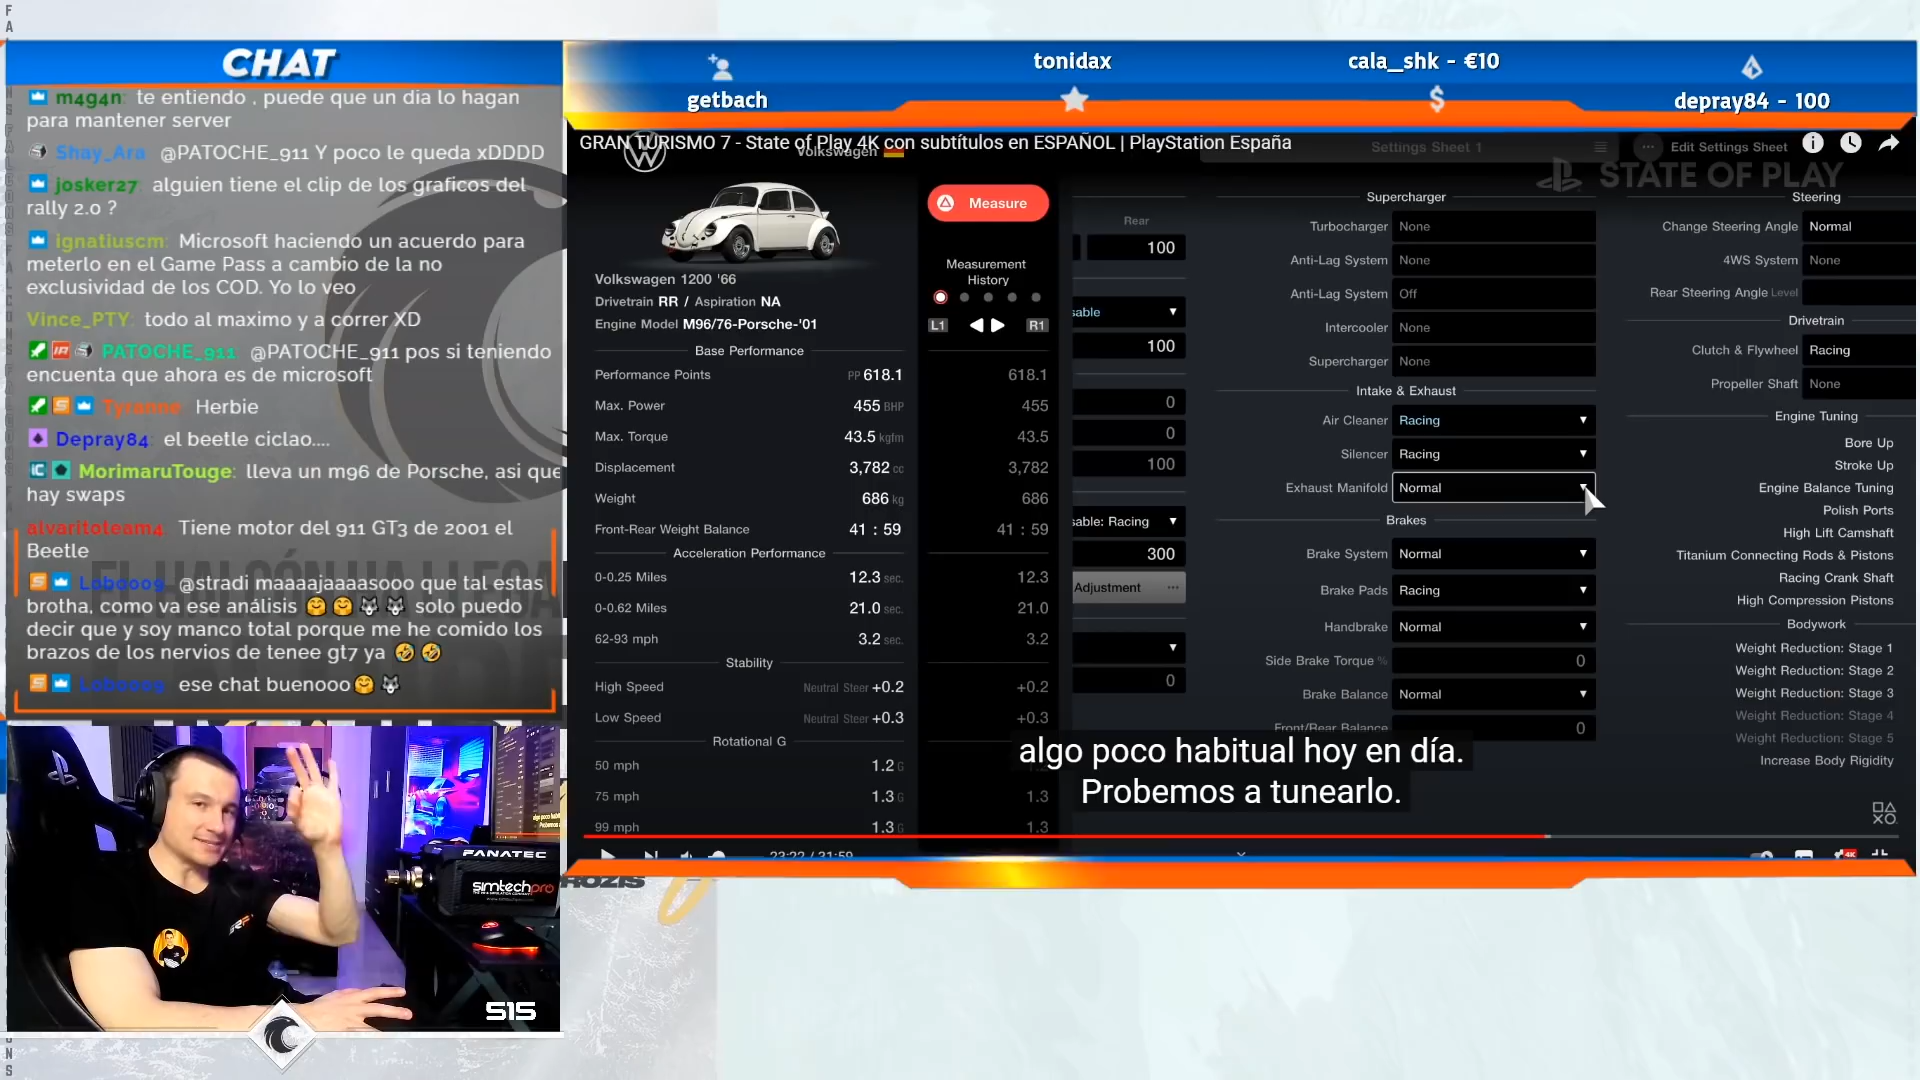 CHAT
m4g4n: te entiendo , puede que un dia lo hagan
para mantener server
Shay_Ara @PATOCHE_911 Y poco le queda xDDDD
josker27: alguien tiene el clip de los graficos del
rally 2.0 ?
ignatiuscm: Microsoft haciendo un acuerdo para
meterlo en el Game Pass a cambio de la no
exclusividad de los COD. Yo lo veo
Vince_PTY: todo al maximo y a correr XD
PATOCHE_911: @PATOCHE_911 pos si teniendo
encuenta que ahora es de microsoft
Tyranne: Herbie
Depray84: el beetle ciclao....
MorimaruTouge: lleva un m96 de Porsche, asi que
hay swaps
alvaritoteam4: Tiene motor del 911 GT3 de 2001 el
Beetle
Lobo009 @stradi maaaajaaaasooo que tal estas
brotha, como va ese análisis 🤗 🤗 🐺 🐺 solo puedo
decir que y soy manco total porque me he comido los
brazos de los nervios de tenee gt7 ya 🤣 🤣
Lobo009 ese chat buenooo🤗 🐺
getbach
tonidax
cala_shk - €10
depray84 - 100
GRAN TURISMO 7 - State of Play 4K con subtítulos en ESPAÑOL | PlayStation España
Volkswagen
Settings Sheet 1
Edit Settings Sheet
STATE OF PLAY
Measure
Measurement
History
L1
R1
Volkswagen 1200 '66
Drivetrain RR / Aspiration NA
Engine Model M96/76-Porsche-'01
Base Performance
Performance Points PP 618.1 618.1
Max. Power 455 BHP 455
Max. Torque 43.5 kgfm 43.5
Displacement 3,782 cc 3,782
Weight 686 kg 686
Front-Rear Weight Balance 41 : 59 41 : 59
Acceleration Performance
0-0.25 Miles 12.3 sec. 12.3
0-0.62 Miles 21.0 sec. 21.0
62-93 mph 3.2 sec. 3.2
Stability
High Speed Neutral Steer +0.2 +0.2
Low Speed Neutral Steer +0.3 +0.3
Rotational G
50 mph 1.2 G
75 mph 1.3 G 1.3
99 mph 1.3 G 1.3
Rear
100
sable
100
0
0
100
sable: Racing
300
Adjustment
0
Supercharger
Turbocharger None
Anti-Lag System None
Anti-Lag System Off
Intercooler None
Supercharger None
Intake & Exhaust
Air Cleaner Racing
Silencer Racing
Exhaust Manifold Normal
Brakes
Brake System Normal
Brake Pads Racing
Handbrake Normal
Side Brake Torque % 0
Brake Balance Normal
Front/Rear Balance 0
Steering
Change Steering Angle Normal
4WS System None
Rear Steering Angle Level
Drivetrain
Clutch & Flywheel Racing
Propeller Shaft None
Engine Tuning
Bore Up
Stroke Up
Engine Balance Tuning
Polish Ports
High Lift Camshaft
Titanium Connecting Rods & Pistons
Racing Crank Shaft
High Compression Pistons
Bodywork
Weight Reduction: Stage 1
Weight Reduction: Stage 2
Weight Reduction: Stage 3
Weight Reduction: Stage 4
Weight Reduction: Stage 5
Increase Body Rigidity
algo poco habitual hoy en día.
Probemos a tunearlo.
23:22 / 31:59
4K
FANATEC
simtechpro
SRF
515